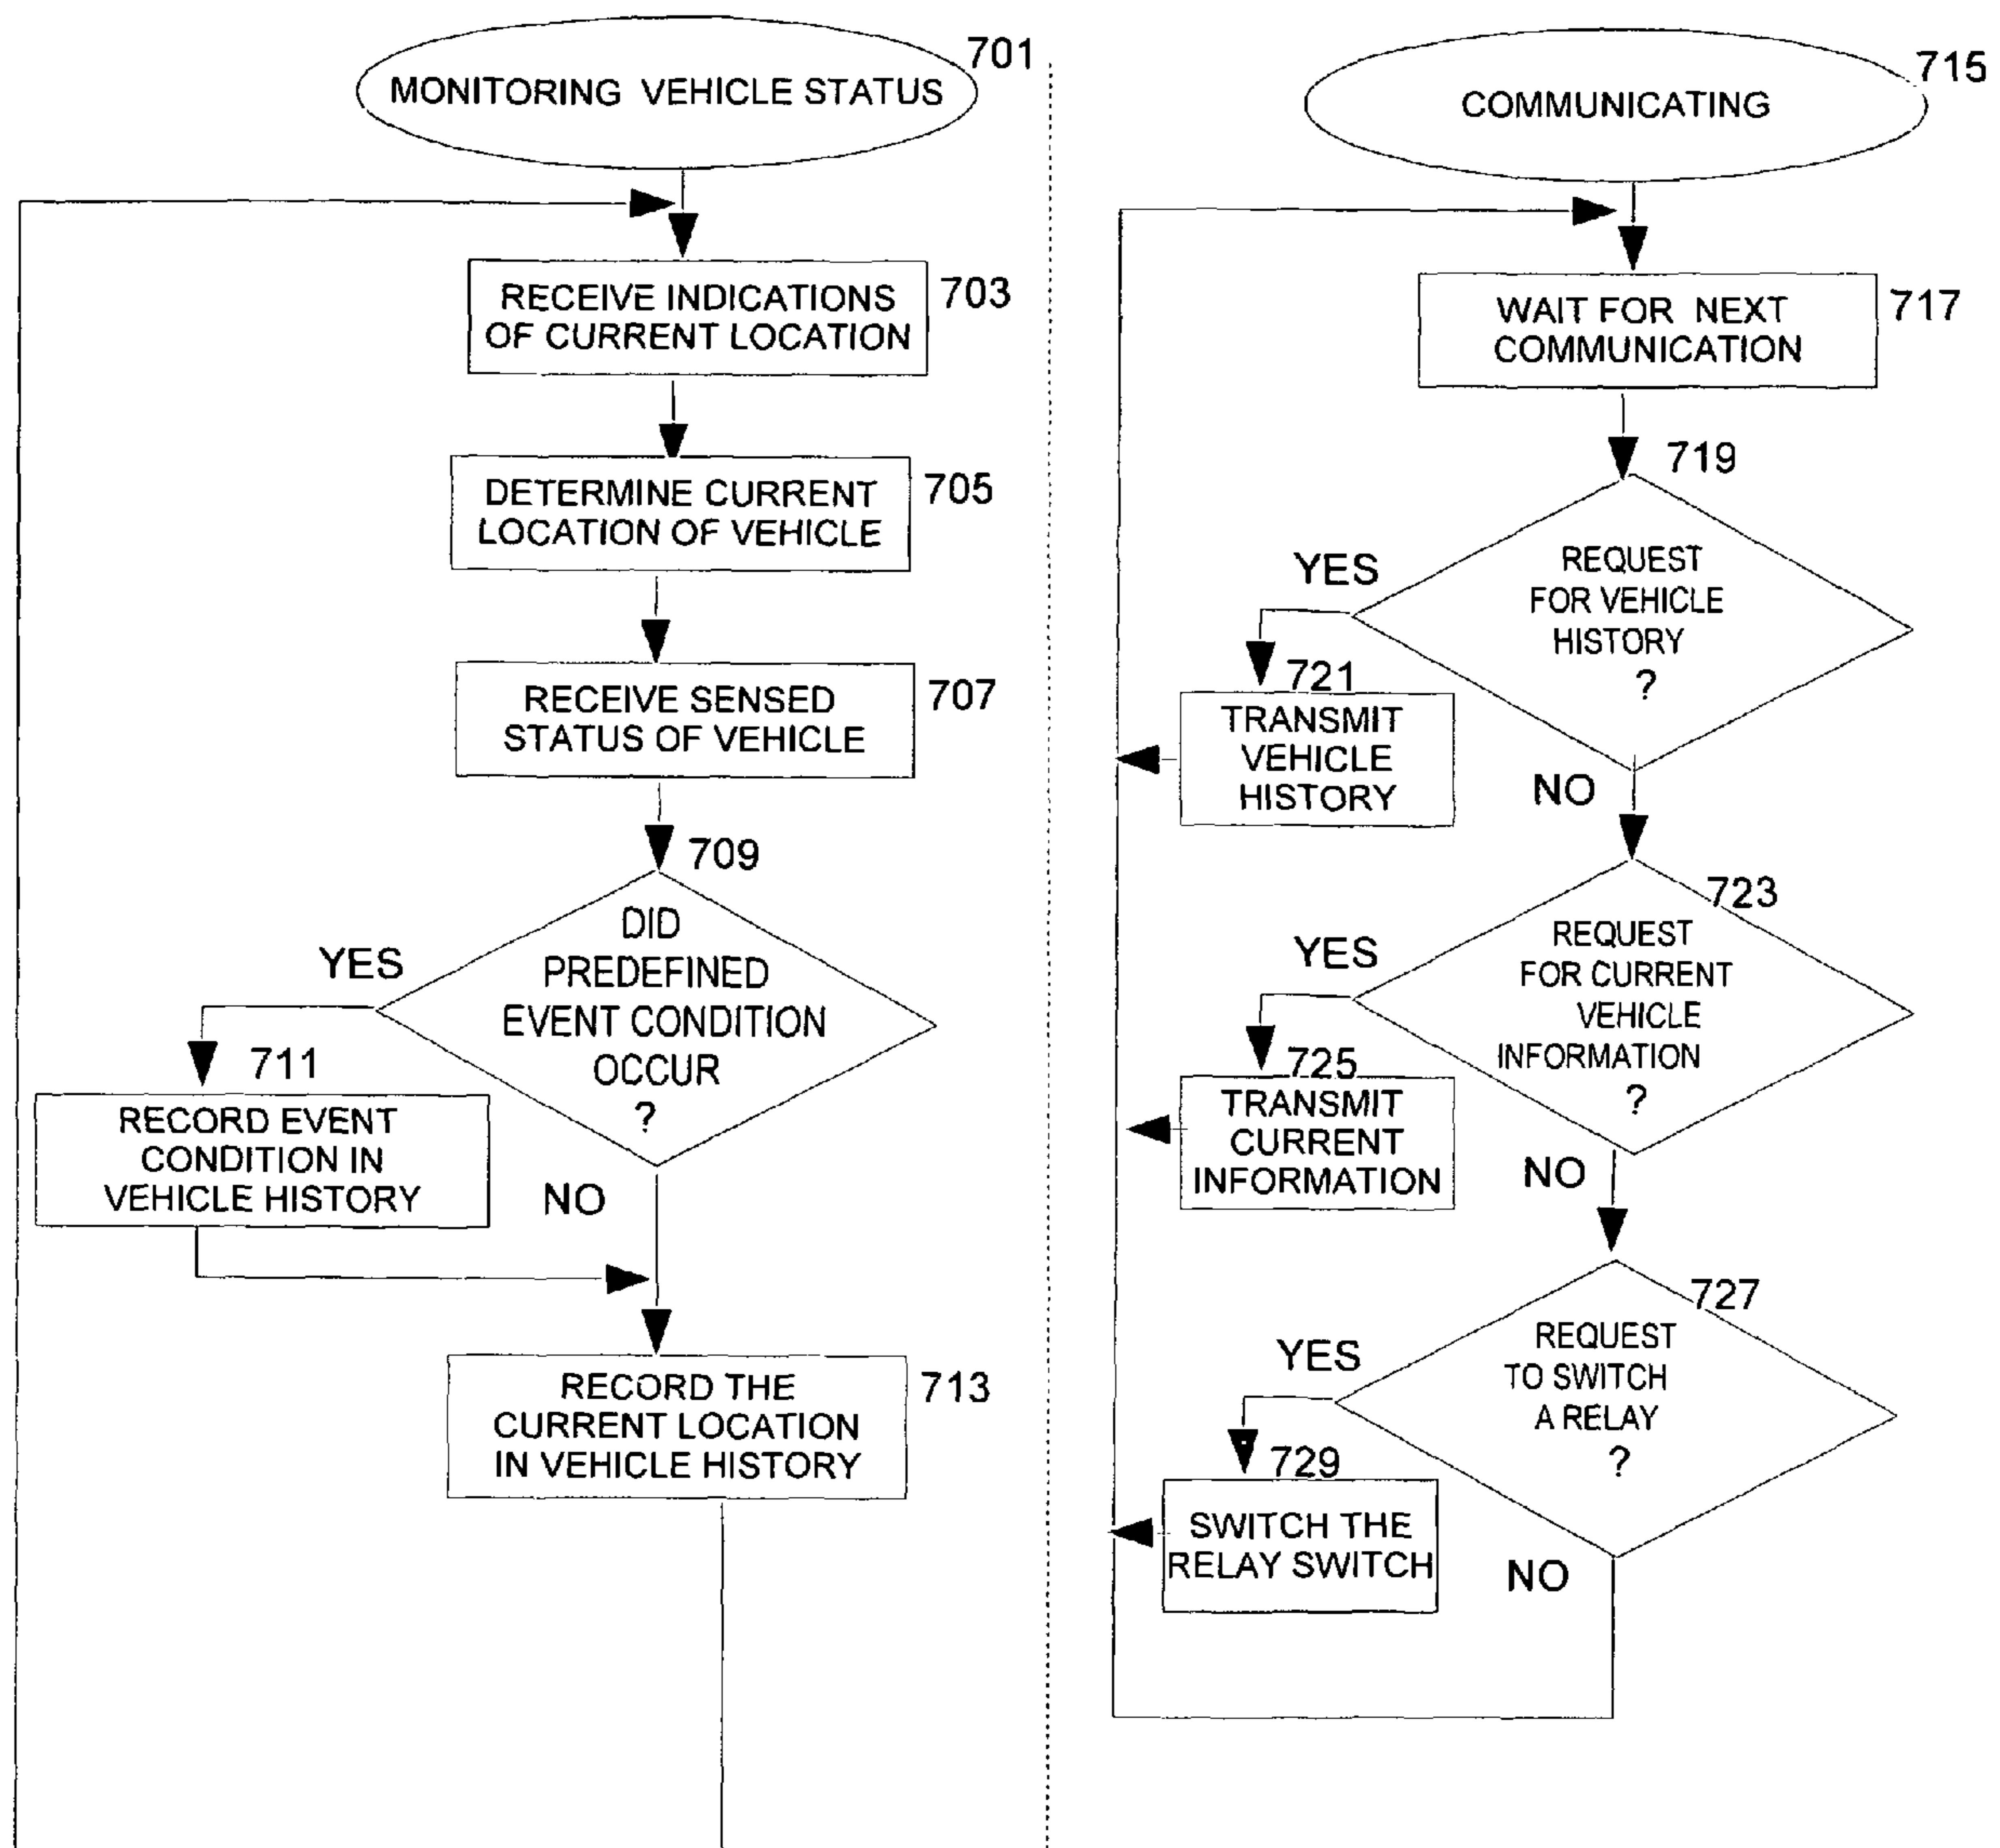 701
MONITORING VEHICLE STATUS
703
RECEIVE INDICATIONS
OF CURRENT LOCATION
705
DETERMINE CURRENT
LOCATION OF VEHICLE
707
RECEIVE SENSED
STATUS OF VEHICLE
709
DID
PREDEFINED
EVENT CONDITION
OCCUR
?
YES
711
RECORD EVENT
CONDITION IN
VEHICLE HISTORY
NO
713
RECORD THE
CURRENT LOCATION
IN VEHICLE HISTORY
715
COMMUNICATING
717
WAIT FOR NEXT
COMMUNICATION
719
REQUEST
FOR VEHICLE
HISTORY
?
YES
721
TRANSMIT
VEHICLE
HISTORY
NO
723
REQUEST
FOR CURRENT
VEHICLE
INFORMATION
?
YES
725
TRANSMIT
CURRENT
INFORMATION
NO
727
REQUEST
TO SWITCH
A RELAY
?
YES
729
SWITCH THE
RELAY SWITCH
NO